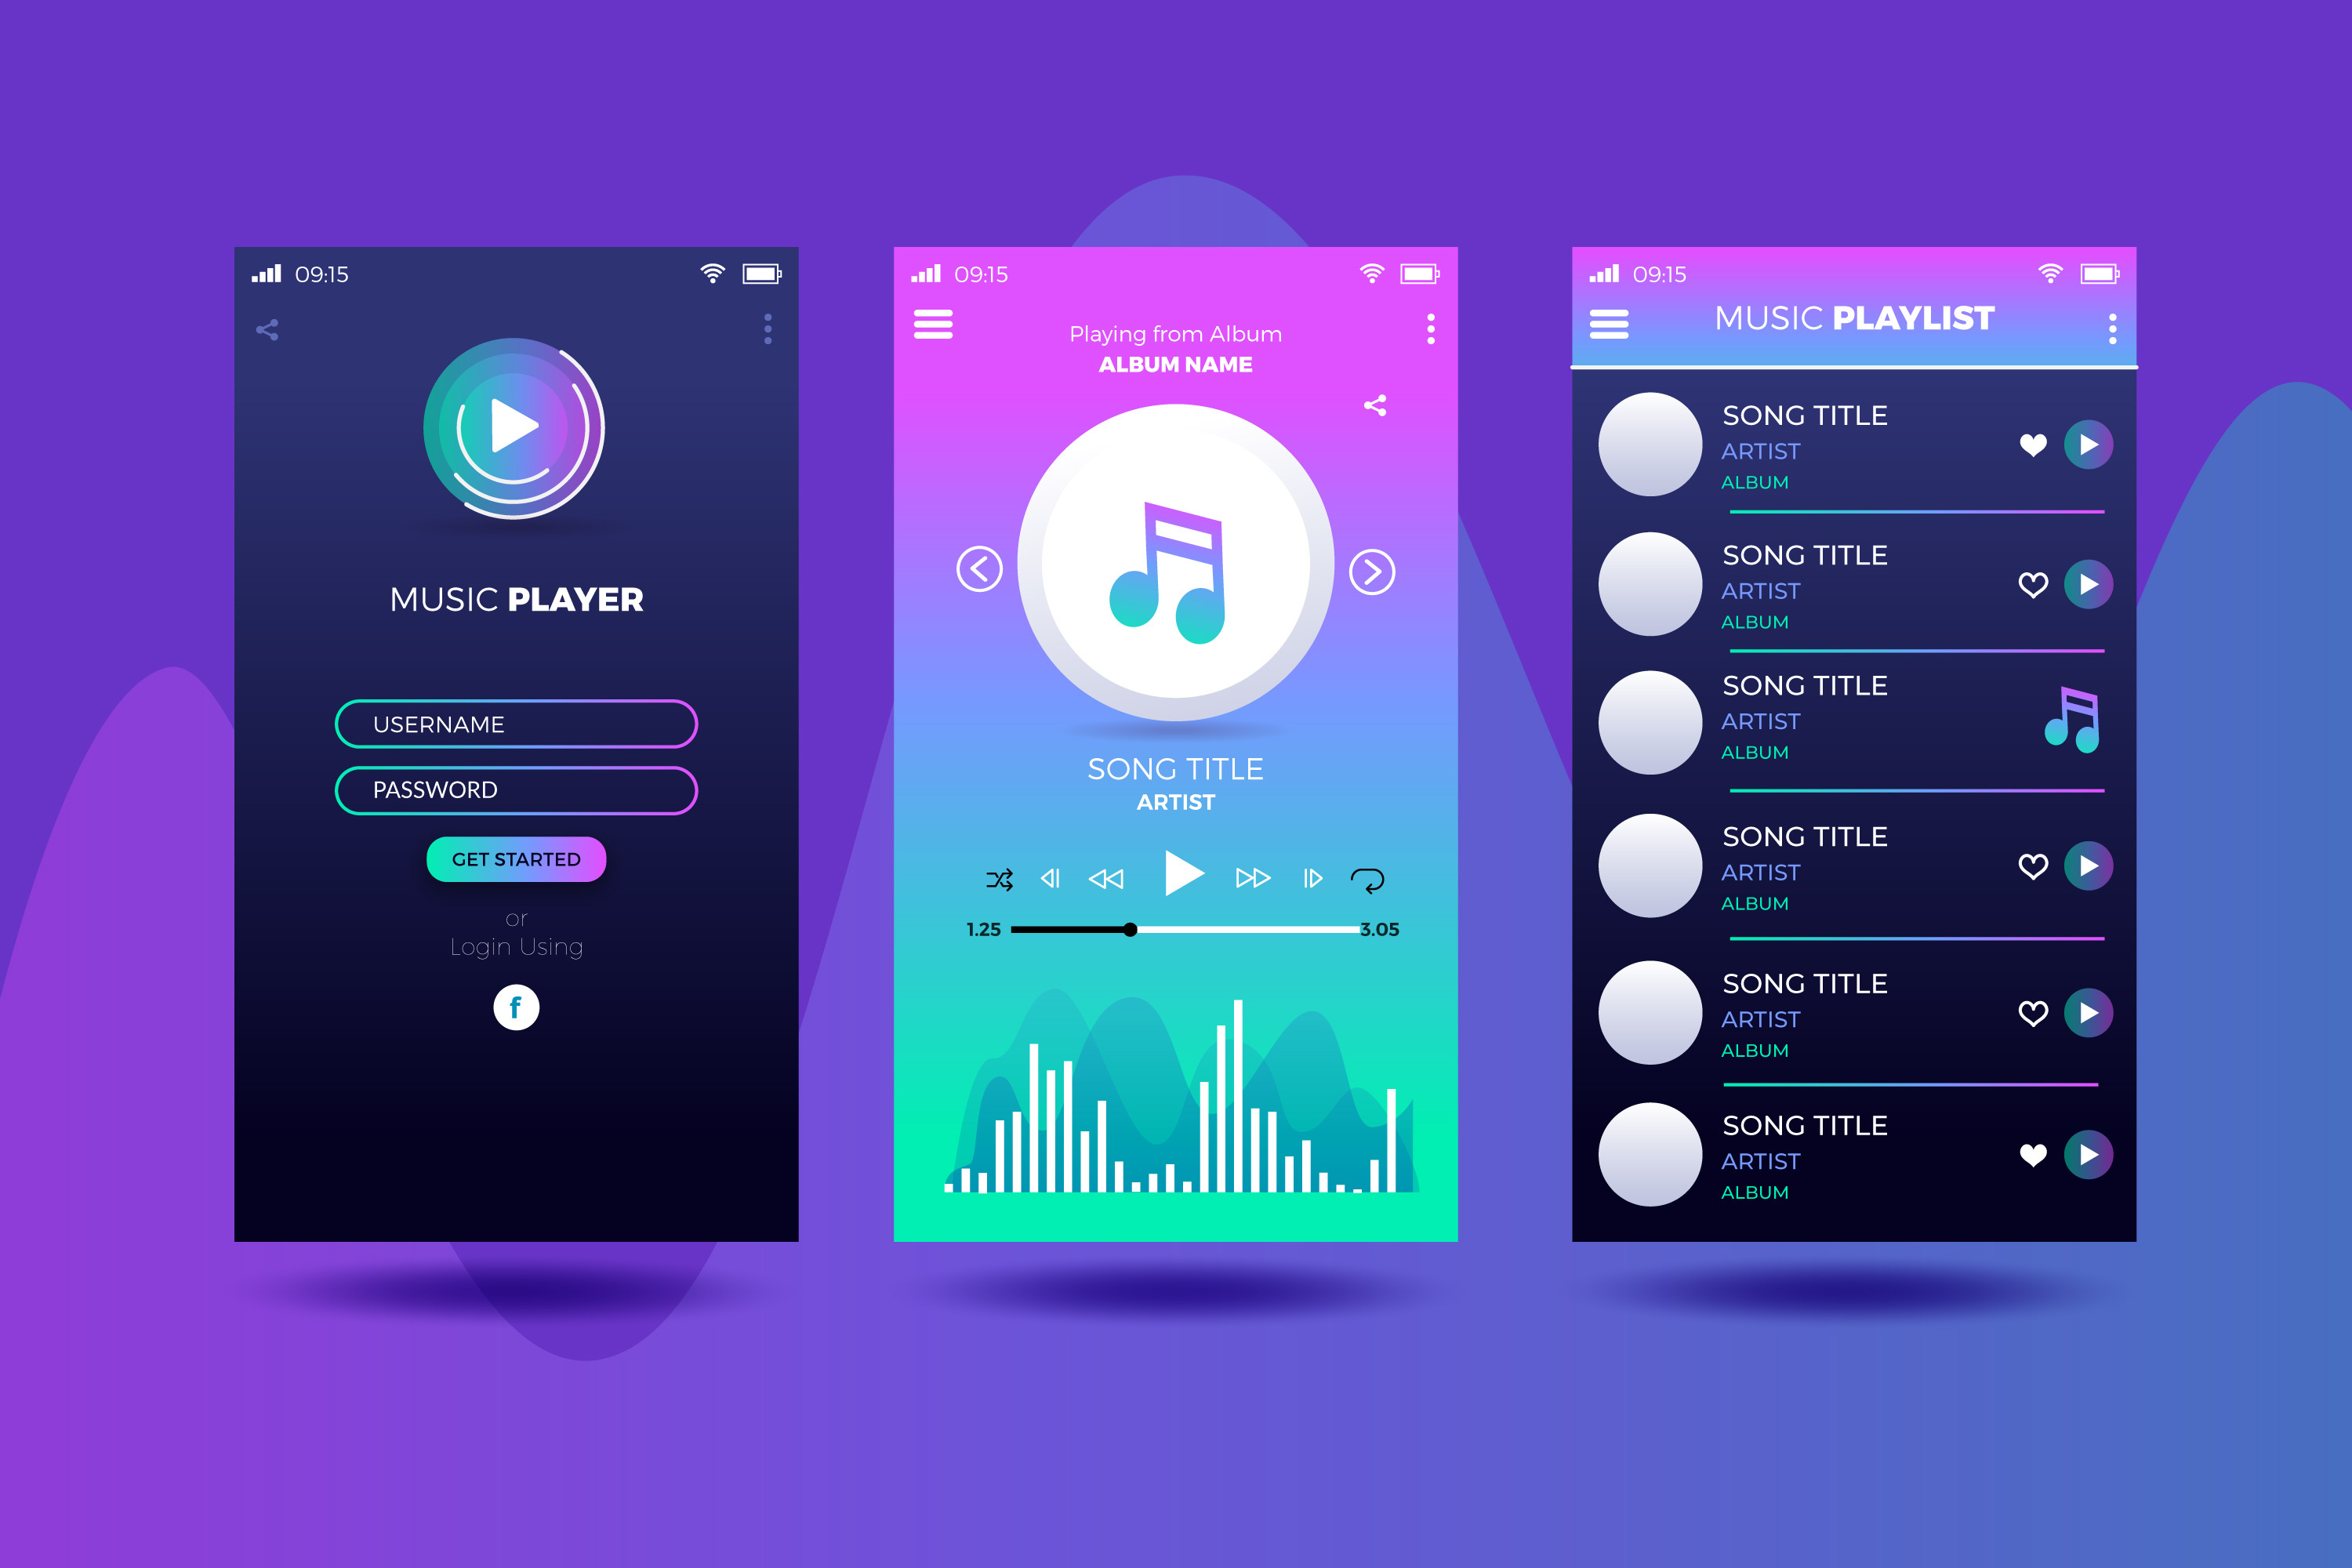 09:15
MUSIC PLAYER
USERNAME
PASSWORD
GET STARTED
or
Login Using
f
09:15
Playing from Album
ALBUM NAME
SONG TITLE
ARTIST
1.25
3.05
09:15
MUSIC PLAYLIST
SONG TITLE
ARTIST
ALBUM
SONG TITLE
ARTIST
ALBUM
SONG TITLE
ARTIST
ALBUM
SONG TITLE
ARTIST
ALBUM
SONG TITLE
ARTIST
ALBUM
SONG TITLE
ARTIST
ALBUM